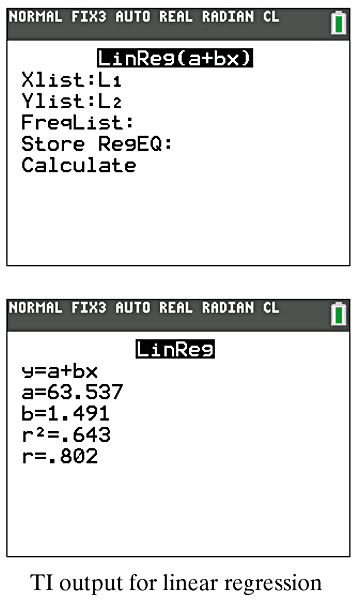 NORMAL FIX3 AUTO REAL RADIAN CL
LinReg(a+bx)
Xlist:L₁
Ylist:L₂
FreqList:
Store RegEQ:
Calculate
NORMAL FIX3 AUTO REAL RADIAN CL
LinReg
y=a+bx
a=63.537
b=1.491
r²=.643
r=.802
TI output for linear regression